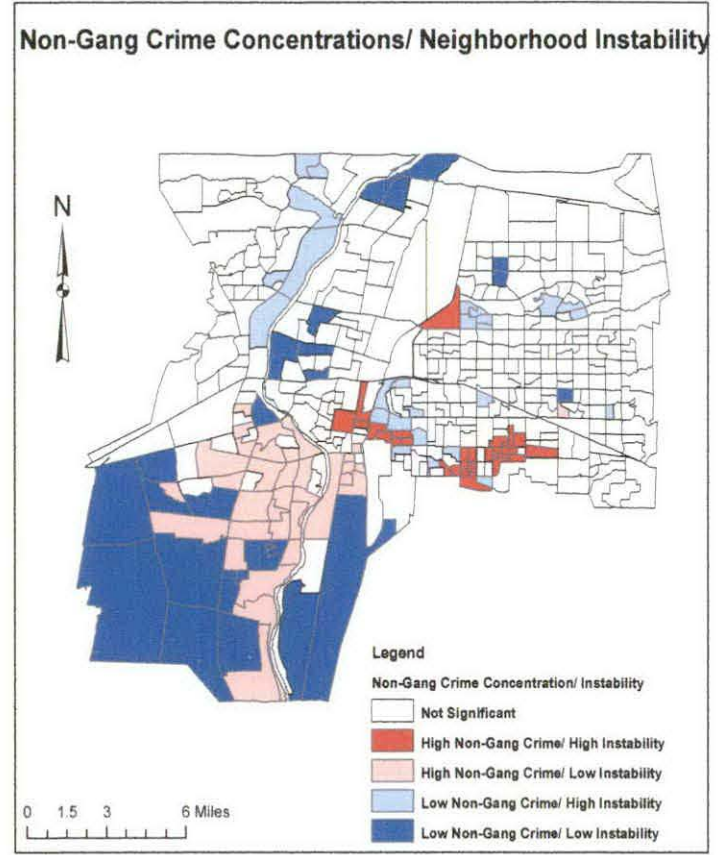 Non-Gang Crime Concentrations/ Neighborhood Instability
N
Legend
Non-Gang Crime Concentration/ Instability
Not Significant
High Non-Gang Crime/ High Instability
High Non-Gang Crime/ Low Instability
Low Non-Gang Crime/ High Instability
Low Non-Gang Crime/ Low Instability
0 1.5 3 6 Miles